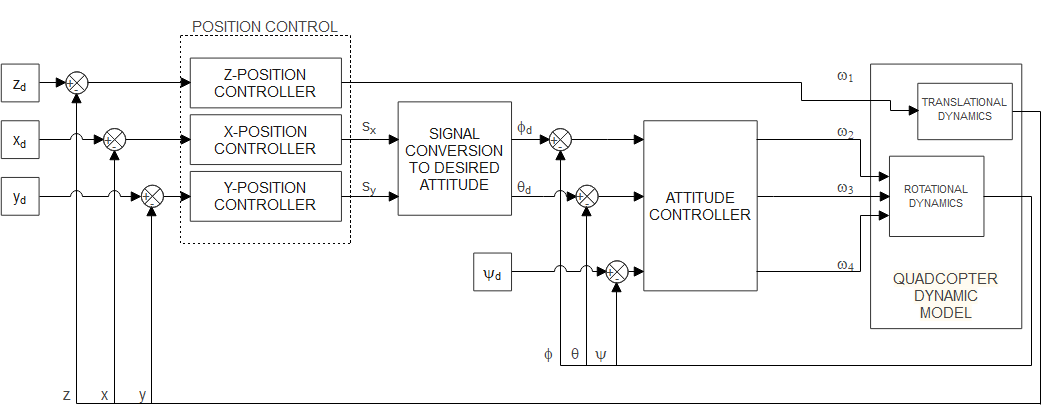 POSITION CONTROL
z_d
+
-
Z-POSITION
CONTROLLER
ω₁
TRANSLATIONAL
DYNAMICS
x_d
+
-
X-POSITION
CONTROLLER
s_x
SIGNAL
CONVERSION
TO DESIRED
ATTITUDE
ϕ_d
+
-
ω₂
y_d
+
-
Y-POSITION
CONTROLLER
s_y
θ_d
+
-
ATTITUDE
CONTROLLER
ω₃
ROTATIONAL
DYNAMICS
ψ_d
+
-
ω₄
QUADCOPTER
DYNAMIC
MODEL
ϕ θ ψ
z x y